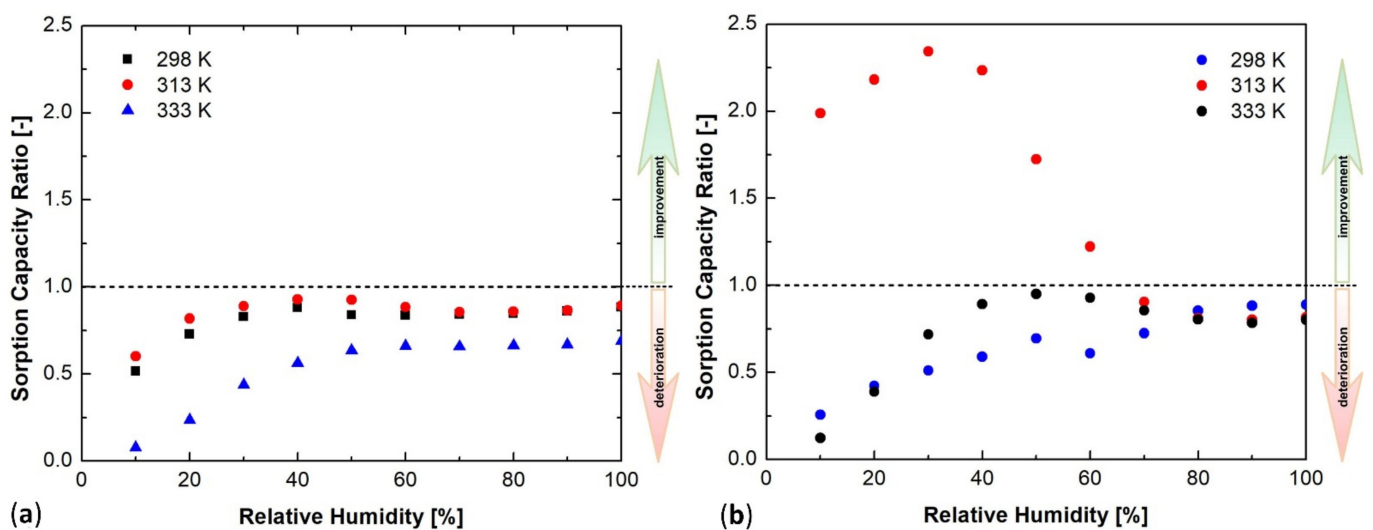 2.5
2.0
1.5
1.0
0.5
0.0
Sorption Capacity Ratio [-]
298 K
313 K
333 K
improvement
deterioration
0 20 40 60 80 100
Relative Humidity [%]
(a)
2.5
2.0
1.5
1.0
0.5
0.0
Sorption Capacity Ratio [-]
298 K
313 K
333 K
improvement
deterioration
0 20 40 60 80 100
Relative Humidity [%]
(b)